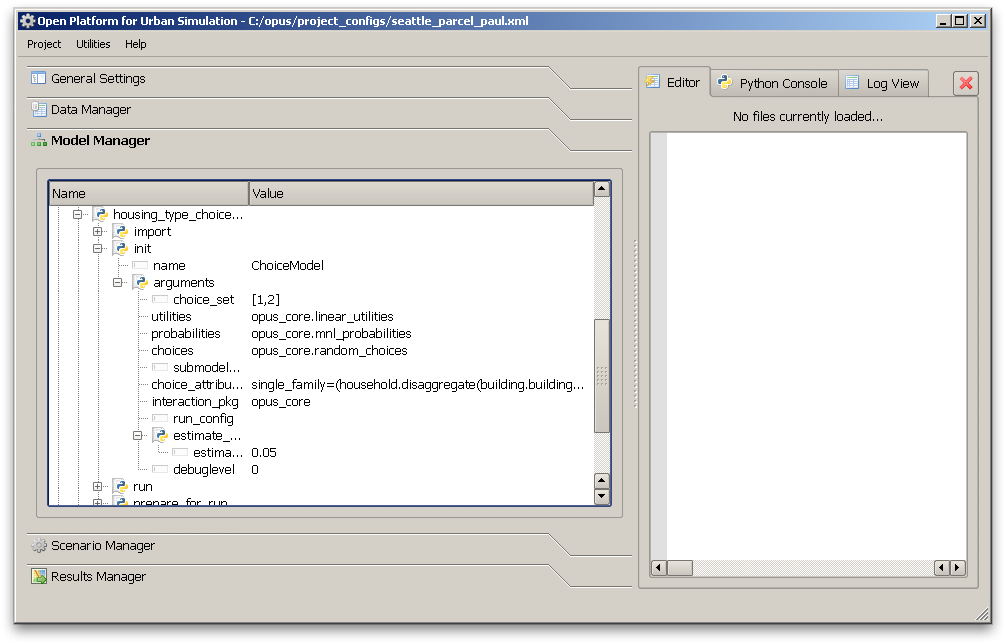 Open Platform for Urban Simulation - C:/opus/project_configs/seattle_parcel_paul.xml
Project Utilities Help
General Settings
Data Manager
Model Manager
Name Value
housing_type_choice...
import
init
name ChoiceModel
arguments
choice_set [1,2]
utilities opus_core.linear_utilities
probabilities opus_core.mnl_probabilities
choices opus_core.random_choices
submodel...
choice_attribu... single_family=(household.disaggregate(building.building...
interaction_pkg opus_core
run_config
estimate_...
estima... 0.05
debuglevel 0
run
prepare_for_run
Scenario Manager
Results Manager
Editor Python Console Log View
No files currently loaded...